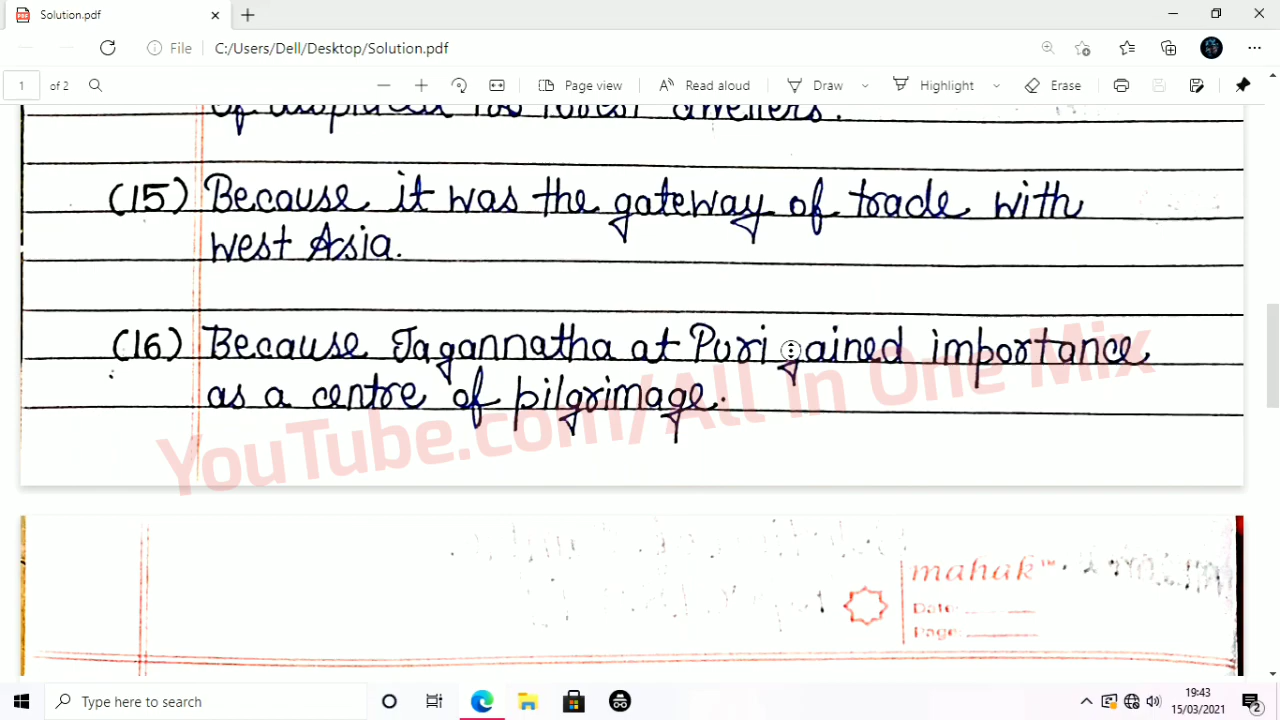 Solution.pdf
File C:/Users/Dell/Desktop/Solution.pdf
1 of 2 Page view Read aloud Draw Highlight Erase
dwellers.
(15) Because it was the gateway of trade with
West Asia.
(16) Because Jagannatha at Puri gained importance
as a centre of pilgrimage.
YouTube.com/All In One Mix
mahak™
Date:
Page:
Type here to search
19:43
15/03/2021
2